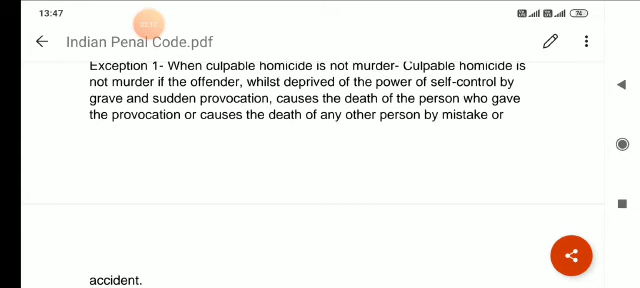 13:47
74
Indian Penal Code.pdf
Exception 1- When culpable homicide is not murder- Culpable homicide is
not murder if the offender, whilst deprived of the power of self-control by
grave and sudden provocation, causes the death of the person who gave
the provocation or causes the death of any other person by mistake or
accident.